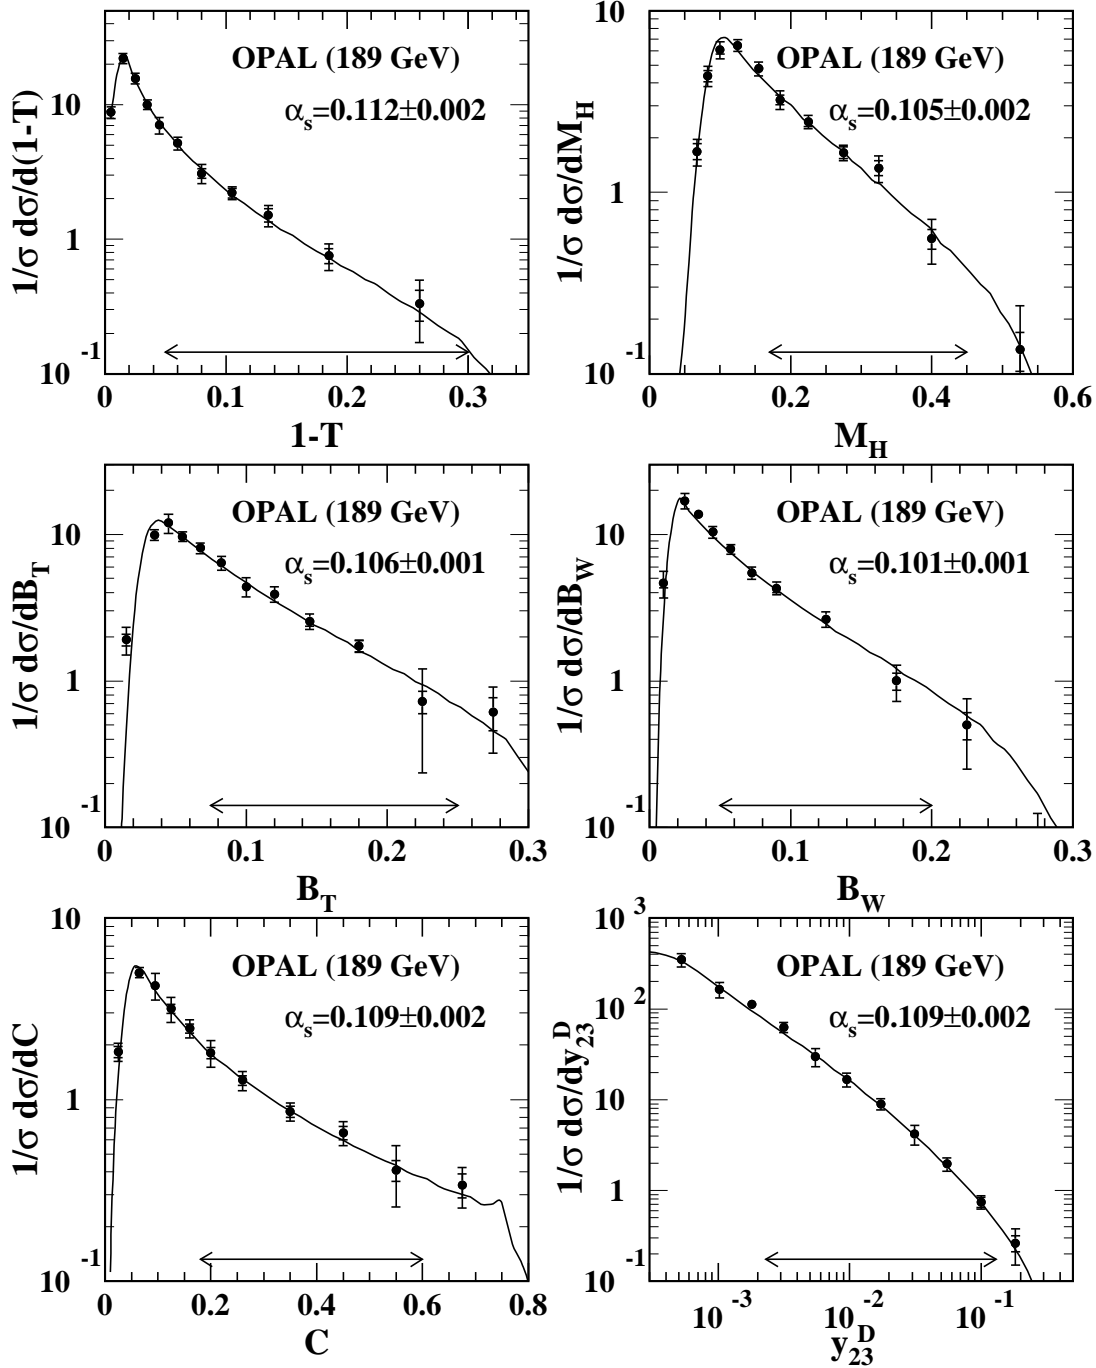 OPAL (189 GeV)
α_s=0.112±0.002
1/σ dσ/d(1-T)
10
1
10^-1
0 0.1 0.2 0.3
1-T
OPAL (189 GeV)
α_s=0.105±0.002
1/σ dσ/dM_H
10
1
10^-1
0 0.2 0.4 0.6
M_H
OPAL (189 GeV)
α_s=0.106±0.001
1/σ dσ/dB_T
10
1
10^-1
0 0.1 0.2 0.3
B_T
OPAL (189 GeV)
α_s=0.101±0.001
1/σ dσ/dB_W
10
1
10^-1
0 0.1 0.2 0.3
B_W
OPAL (189 GeV)
α_s=0.109±0.002
1/σ dσ/dC
10
1
10^-1
0 0.2 0.4 0.6 0.8
C
OPAL (189 GeV)
α_s=0.109±0.002
1/σ dσ/dy_23^D
10^3
10^2
10
1
10^-1
10^-3 10^-2 10^-1
y_23^D